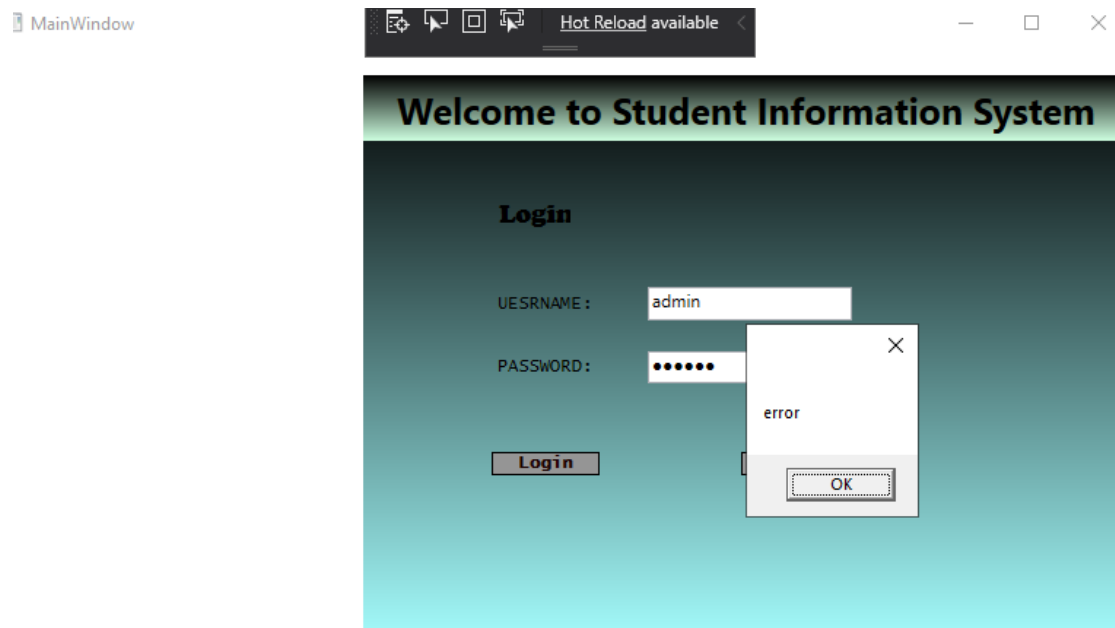 MainWindow
Hot Reload available
Welcome to Student Information System
Login
UESRNAME: admin
PASSWORD: ••••••
error
Login
OK